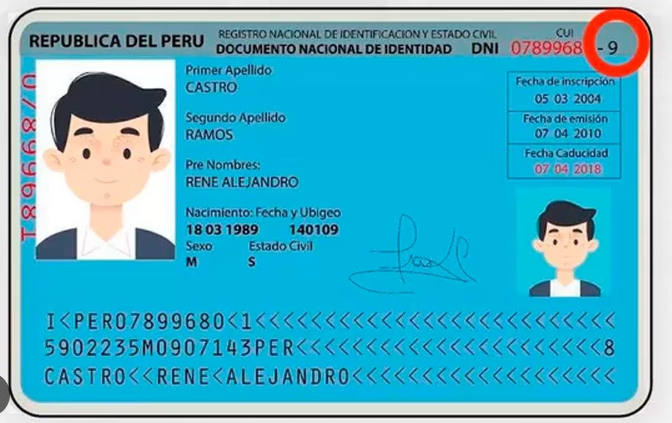 REPUBLICA DEL PERU
REGISTRO NACIONAL DE IDENTIFICACION Y ESTADO CIVIL
DOCUMENTO NACIONAL DE IDENTIDAD DNI
CUI
0789968 - 9
Primer Apellido
CASTRO
Segundo Apellido
RAMOS
Pre Nombres:
RENE ALEJANDRO
Nacimiento: Fecha y Ubigeo
18 03 1989 140109
Sexo Estado Civil
M S
Fecha de inscripción
05 03 2004
Fecha de emisión
07 04 2010
Fecha Caducidad
07 04 2018
I<PER07899680<1<<<<<<<<<<<<<<<<<<<<<<
5902235M0907143PER<<<<<<<<<<<<<<<<<<8
CASTRO<<RENE<ALEJANDRO<<<<<<<<<<<<<<<